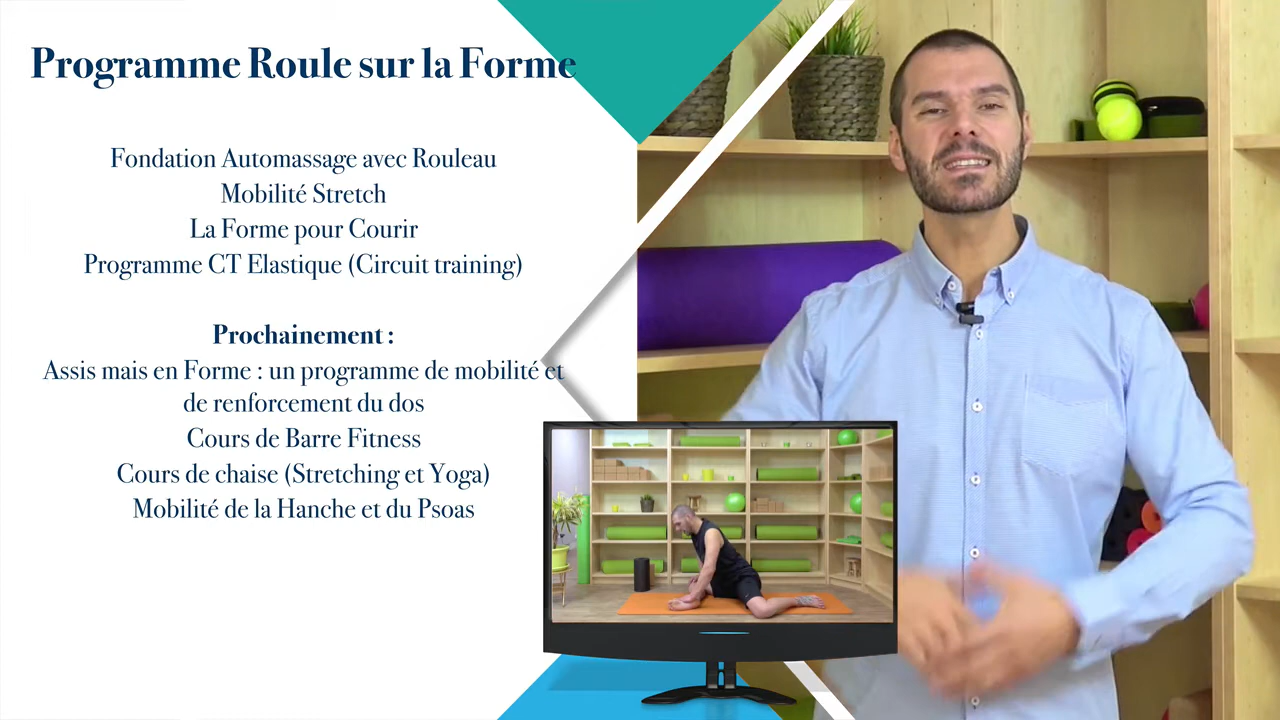 Programme Roule sur la Forme
Fondation Automassage avec Rouleau
Mobilité Stretch
La Forme pour Courir
Programme CT Elastique (Circuit training)
Prochainement :
Assis mais en Forme : un programme de mobilité et
de renforcement du dos
Cours de Barre Fitness
Cours de chaise (Stretching et Yoga)
Mobilité de la Hanche et du Psoas